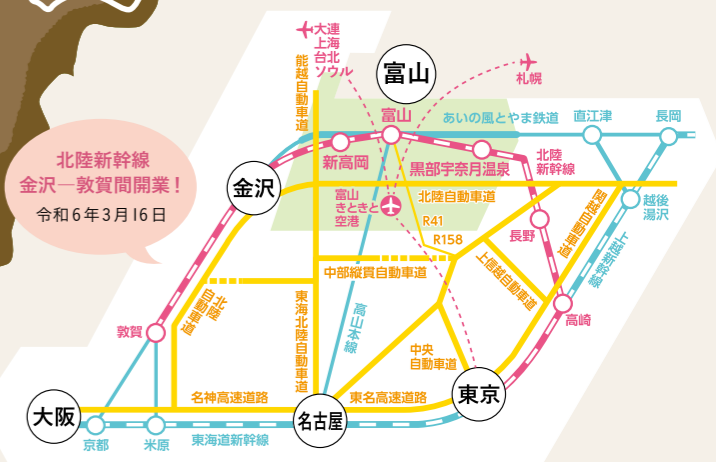 大連
上海
台北
ソウル
能越自動車道
富山
札幌
富山
あいの風とやま鉄道
直江津
長岡
北陸新幹線
金沢―敦賀間開業!
令和6年3月16日
新高岡
黒部宇奈月温泉
北陸
新幹線
金沢
富山
きときと
空港
北陸自動車道
関越自動車道
越後
湯沢
R41
R158
長野
上越新幹線
中部縦貫自動車道
上信越自動車道
北陸
自動車道
東海北陸自動車道
高山本線
高崎
敦賀
中央
自動車道
大阪
名神高速道路
名古屋
東名高速道路
東京
京都
米原
東海道新幹線